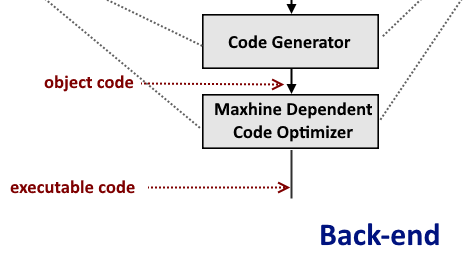 Code Generator
object code
Maxhine Dependent
Code Optimizer
executable code
Back-end